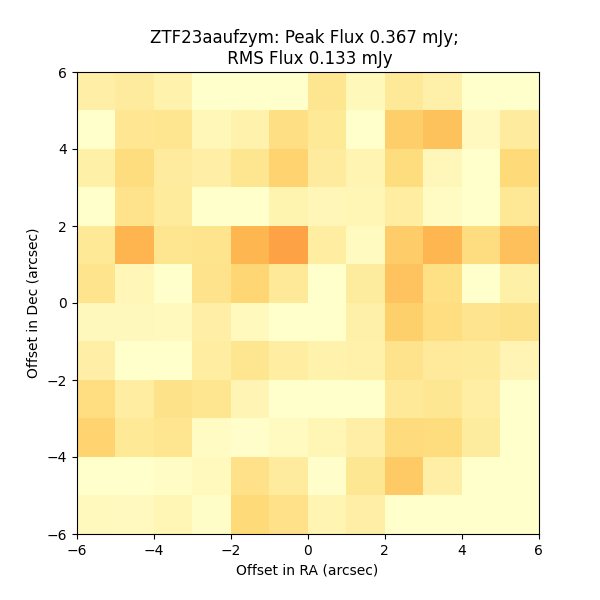 ZTF23aaufzym: Peak Flux 0.367 mJy;
RMS Flux 0.133 mJy
6
4
2
0
−2
−4
−6
Offset in Dec (arcsec)
−6 −4 −2 0 2 4 6
Offset in RA (arcsec)